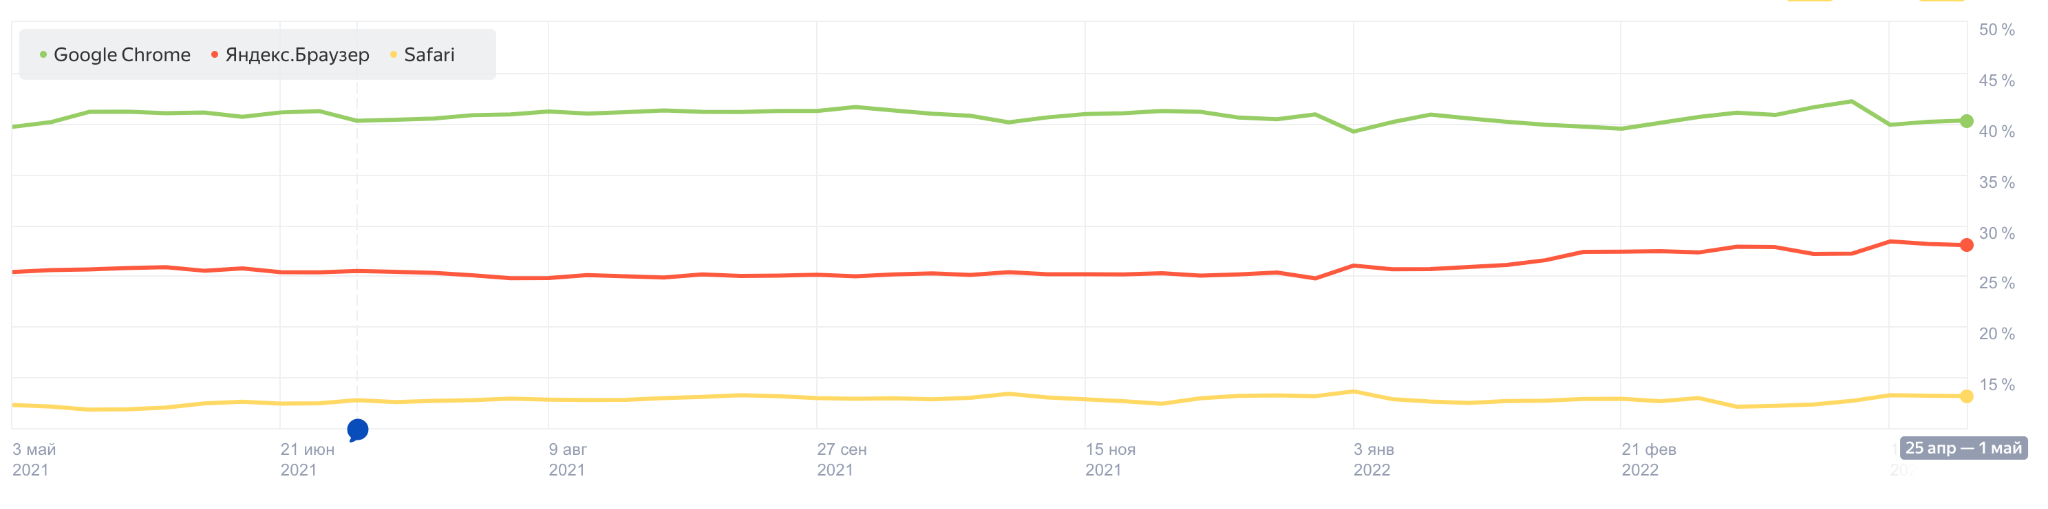 Google Chrome Яндекс.Браузер Safari
50 %
45 %
40 %
35 %
30 %
25 %
20 %
15 %
3 май 21 июн 9 авг 27 сен 15 ноя 3 янв 21 фев 25 апр — 1 май
2021 2021 2021 2021 2021 2022 2022